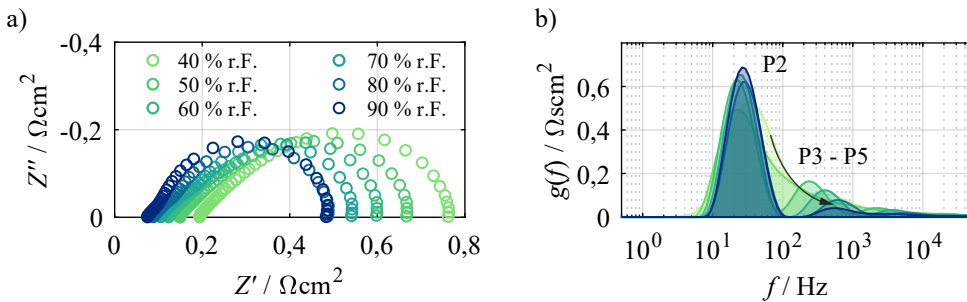 a)
-0,4
-0,2
0
Z'' / Ωcm²
40 % r.F.
50 % r.F.
60 % r.F.
70 % r.F.
80 % r.F.
90 % r.F.
0
0,2
0,4
0,6
0,8
Z' / Ωcm²
b)
0,6
0,4
0,2
0
g(f) / Ωscm²
P2
P3 - P5
10⁰
10¹
10²
10³
10⁴
f / Hz